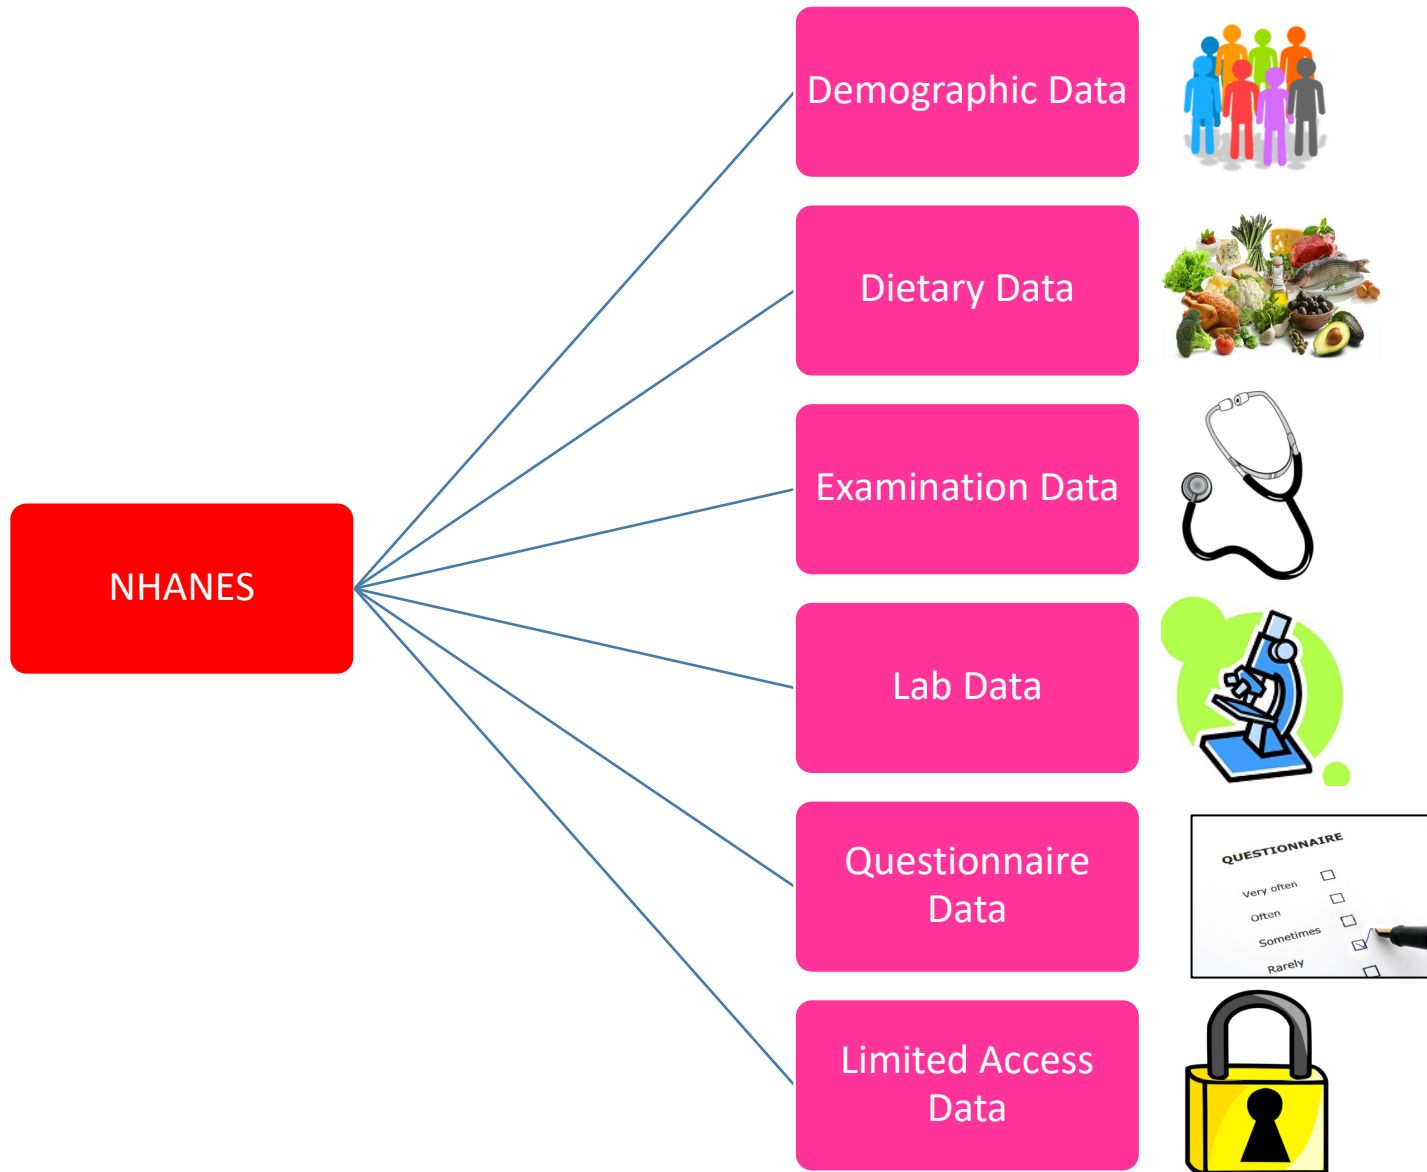 Demographic Data
Dietary Data
Examination Data
NHANES
Lab Data
Questionnaire
Data
QUESTIONNAIRE
Very often
Often
Sometimes
Rarely
Limited Access
Data